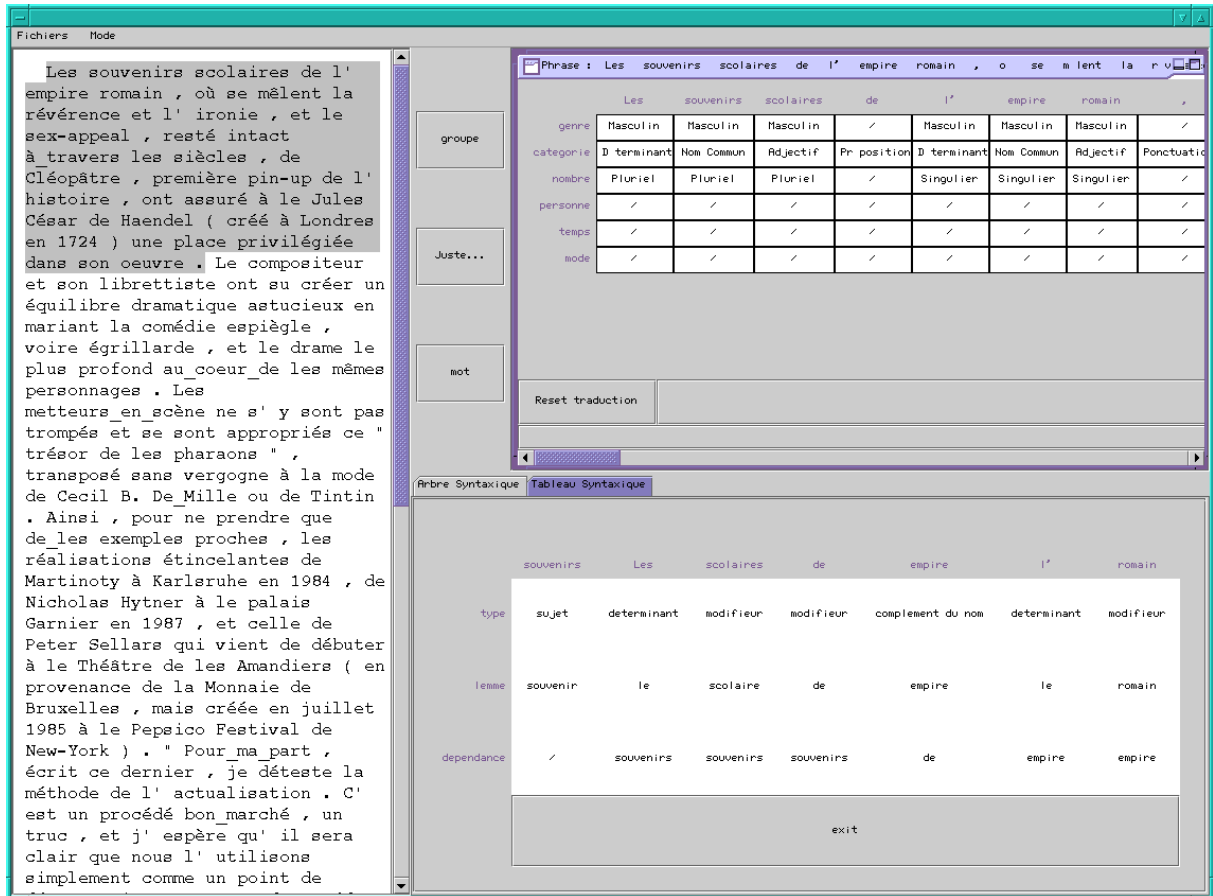 Fichiers Mode
Les souvenirs scolaires de l'
empire romain , où se mêlent la
révérence et l' ironie , et le
sex-appeal , resté intact
à_travers les siècles , de
Cléopâtre , première pin-up de l'
histoire , ont assuré à le Jules
César de Haendel ( créé à Londres
en 1724 ) une place privilégiée
dans son oeuvre . Le compositeur
et son librettiste ont su créer un
équilibre dramatique astucieux en
mariant la comédie espiègle ,
voire égrillarde , et le drame le
plus profond au_coeur_de les mêmes
personnages . Les
metteurs_en_scène ne s' y sont pas
trompés et se sont appropriés ce "
trésor de les pharaons " ,
transposé sans vergogne à la mode
de Cecil B. De_Mille ou de Tintin
. Ainsi , pour ne prendre que
de_les exemples proches , les
réalisations étincelantes de
Martinoty à Karlsruhe en 1984 , de
Nicholas Hytner à le palais
Garnier en 1987 , et celle de
Peter Sellars qui vient de débuter
à le Théâtre de les Amandiers ( en
provenance de la Monnaie de
Bruxelles , mais créée en juillet
1985 à le Pepsico Festival de
New-York ) . " Pour_ma_part ,
écrit ce dernier , je déteste la
méthode de l' actualisation . C'
est un procédé bon_marché , un
truc , et j' espère qu' il sera
clair que nous l' utilisons
simplement comme un point de
groupe
Juste...
mot
Phrase : Les souvenirs scolaires de l' empire romain , o se m lent la r v
Les souvenirs scolaires de l' empire romain ,
genre Masculin Masculin Masculin / Masculin Masculin Masculin /
categorie D terminant Nom Commun Adjectif Pr position D terminant Nom Commun Adjectif Ponctuatio
nombre Pluriel Pluriel Pluriel / Singulier Singulier Singulier /
personne / / / / / / / /
temps / / / / / / / /
mode / / / / / / / /
Reset traduction
Arbre Syntaxique Tableau Syntaxique
souvenirs Les scolaires de empire l' romain
type sujet determinant modifieur modifieur complement du nom determinant modifieur
lemme souvenir le scolaire de empire le romain
dependance / souvenirs souvenirs souvenirs de empire empire
exit